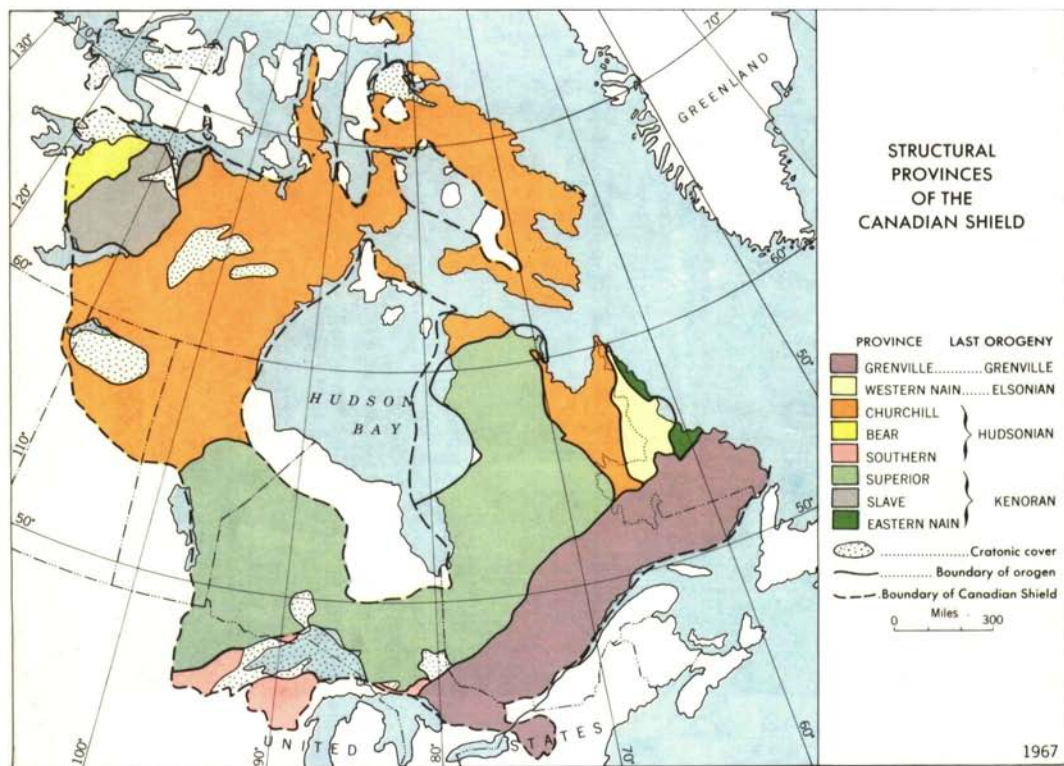 130°
120°
60°
110°
50°
100°
90°
80°
70°
60°
50°
50°
60°
70°
GREENLAND
HUDSON
BAY
UNITED STATES
STRUCTURAL
PROVINCES
OF THE
CANADIAN SHIELD
PROVINCE LAST OROGENY
GRENVILLE.........GRENVILLE
WESTERN NAIN........ELSONIAN
CHURCHILL
BEAR
SOUTHERN
HUDSONIAN
SUPERIOR
SLAVE
EASTERN NAIN
KENORAN
..................Cratonic cover
...........Boundary of orogen
Boundary of Canadian Shield
Miles
0 300
1967